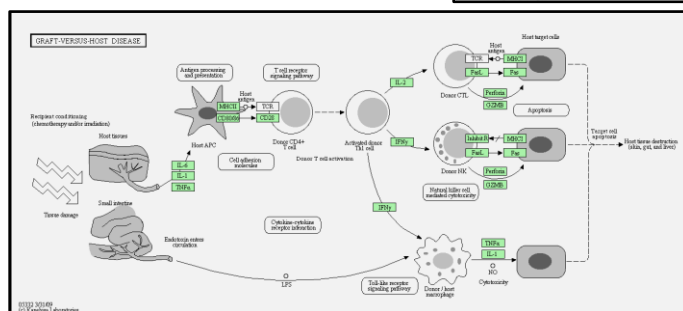 GRAFT-VERSUS-HOST DISEASE
Antigen processing
and presentation
T cell receptor
signaling pathway
Host
antigen
MHCII
TCR
CD80/86
CD28
Host APC
Donor CD4+
T cell
Donor T cell activation
Activated donor
Th1 cell
Cell adhesion
molecules
Recipient conditioning
(chemotherapy and/or irradiation)
Host tissues
IL-6
IL-1
TNFα
Tissue damage
Small intestine
Endotoxin enters
circulation
Cytokine-cytokine
receptor interaction
LPS
Toll-like receptor
signaling pathway
IL-2
IFNγ
IFNγ
Host target cells
Host
antigen
TCR
MHCI
FasL
Fas
Perforin
GZMB
Donor CTL
Apoptosis
InhibitR
MHCI
FasL
Fas
Perforin
GZMB
Donor NK
Natural killer cell
mediated cytotoxicity
Target cell
apoptosis
Host tissue destruction
(skin, gut, and liver)
TNFα
IL-1
NO
Cytotoxicity
Donor / host
macrophage
(c) Kanehisa Laboratories